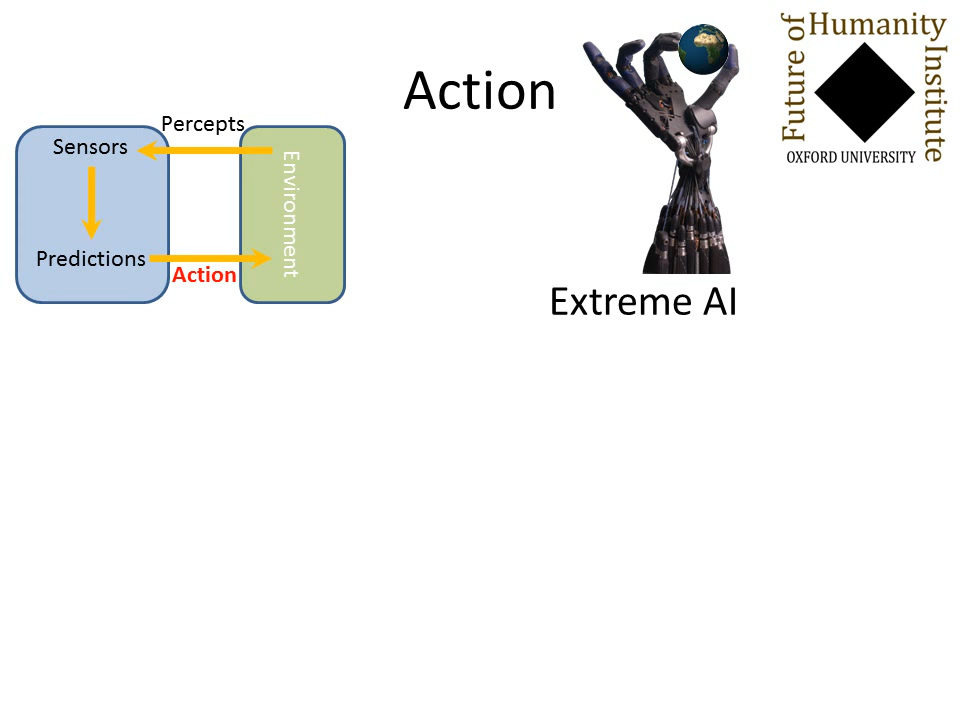 Action
Future of
Humanity
Institute
OXFORD UNIVERSITY
Percepts
Sensors
Environment
Predictions
Action
Extreme AI